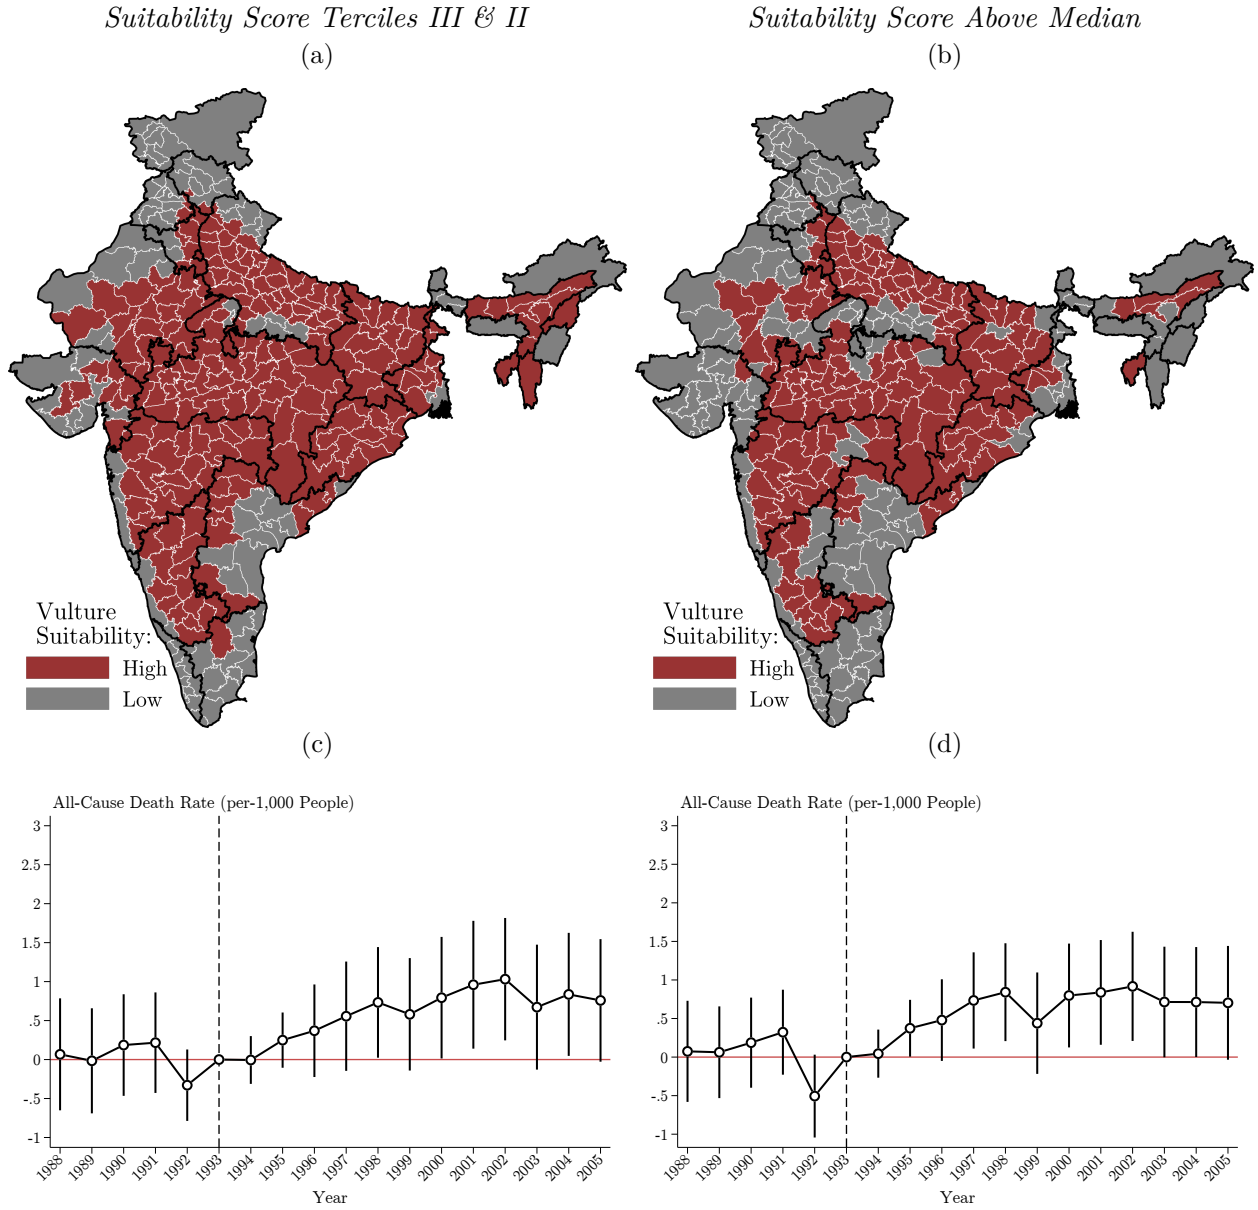 Suitability Score Terciles III & II
(a)
Vulture
Suitability:
High
Low
Suitability Score Above Median
(b)
Vulture
Suitability:
High
Low
(c)
All-Cause Death Rate (per-1,000 People)
3
2.5
2
1.5
1
.5
0
-.5
-1
1988 1989 1990 1991 1992 1993 1994 1995 1996 1997 1998 1999 2000 2001 2002 2003 2004 2005
Year
(d)
All-Cause Death Rate (per-1,000 People)
3
2.5
2
1.5
1
.5
0
-.5
-1
1988 1989 1990 1991 1992 1993 1994 1995 1996 1997 1998 1999 2000 2001 2002 2003 2004 2005
Year